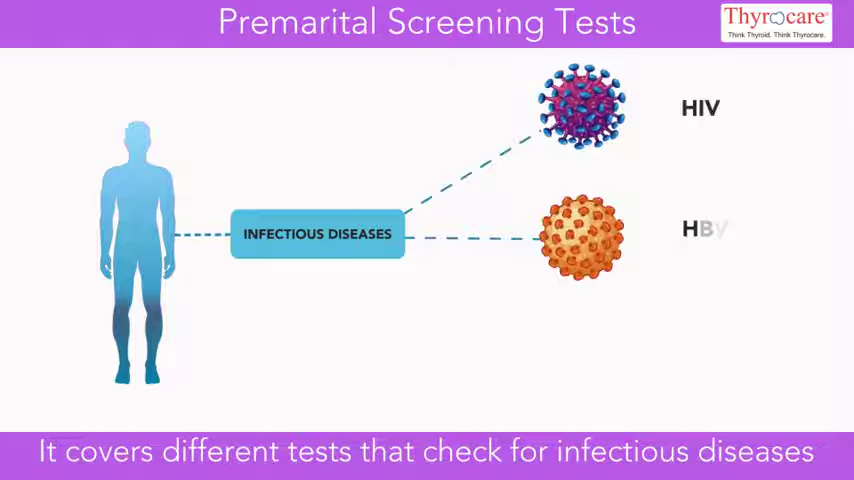 Premarital Screening Tests
Thyrocare®
Think Thyroid. Think Thyrocare.
HIV
INFECTIOUS DISEASES
HBV
It covers different tests that check for infectious diseases